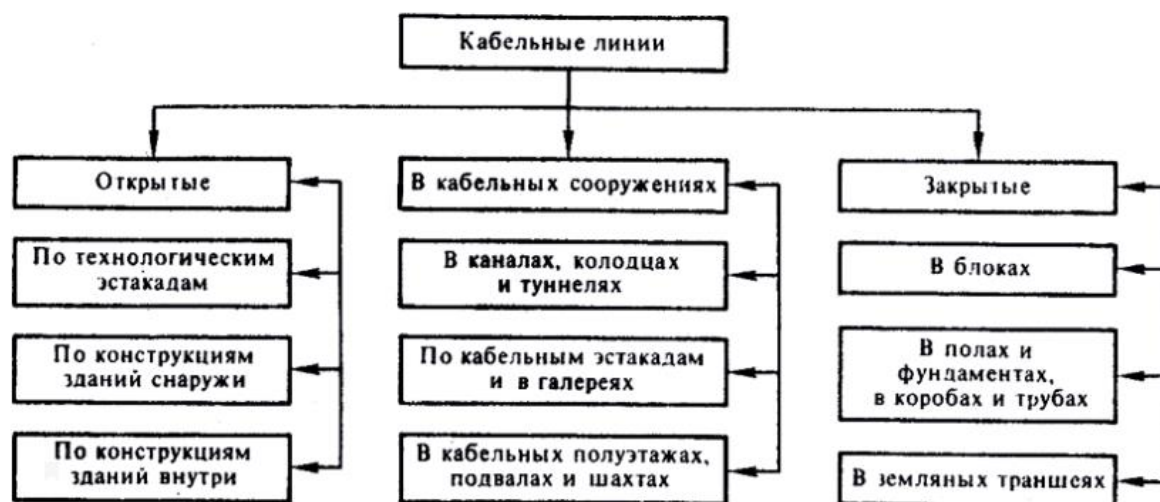 Кабельные линии
Открытые
По технологическим
эстакадам
По конструкциям
зданий снаружи
По конструкциям
зданий внутри
В кабельных сооружениях
В каналах, колодцах
и туннелях
По кабельным эстакадам
и в галереях
В кабельных полуэтажах,
подвалах и шахтах
Закрытые
В блоках
В полах и
фундаментах,
в коробах и трубах
В земляных траншеях